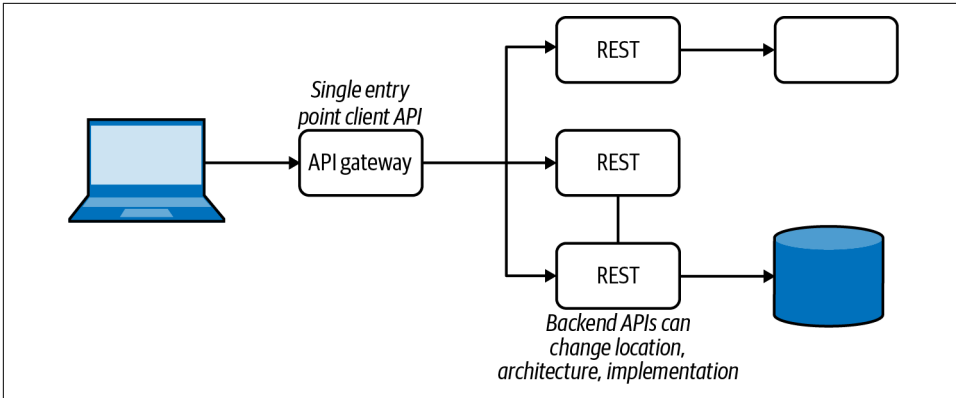 REST
Single entry
point client API
API gateway
REST
REST
Backend APIs can
change location,
architecture, implementation